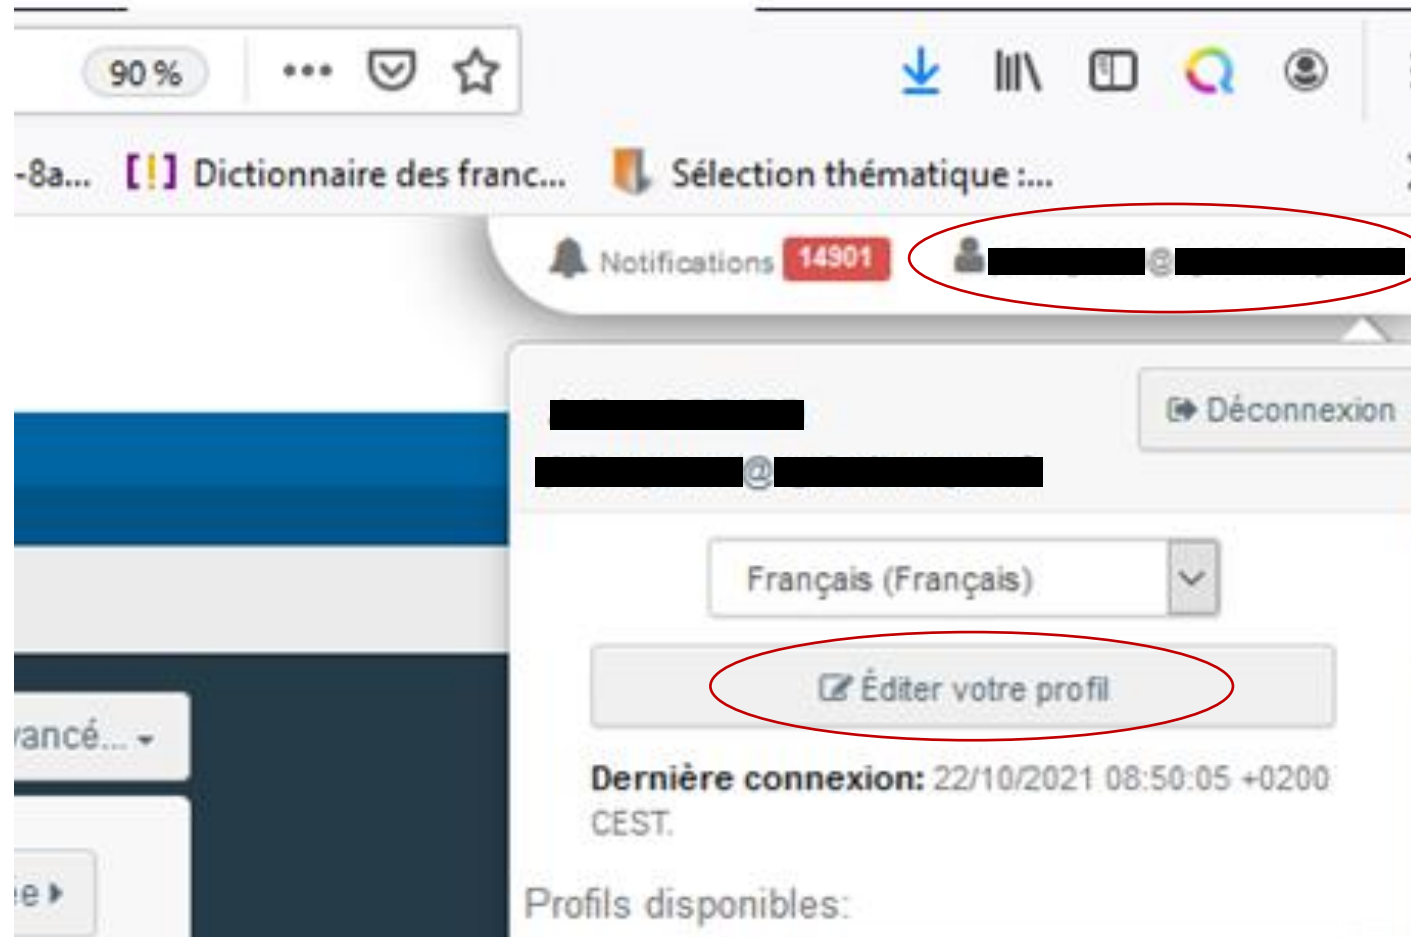 90 %
-8a... [!] Dictionnaire des franc... Sélection thématique :...
Notifications 14901 @
Déconnexion
@
Français (Français)
Éditer votre profil
vancé...
Dernière connexion: 22/10/2021 08:50:05 +0200
CEST.
ée
Profils disponibles: